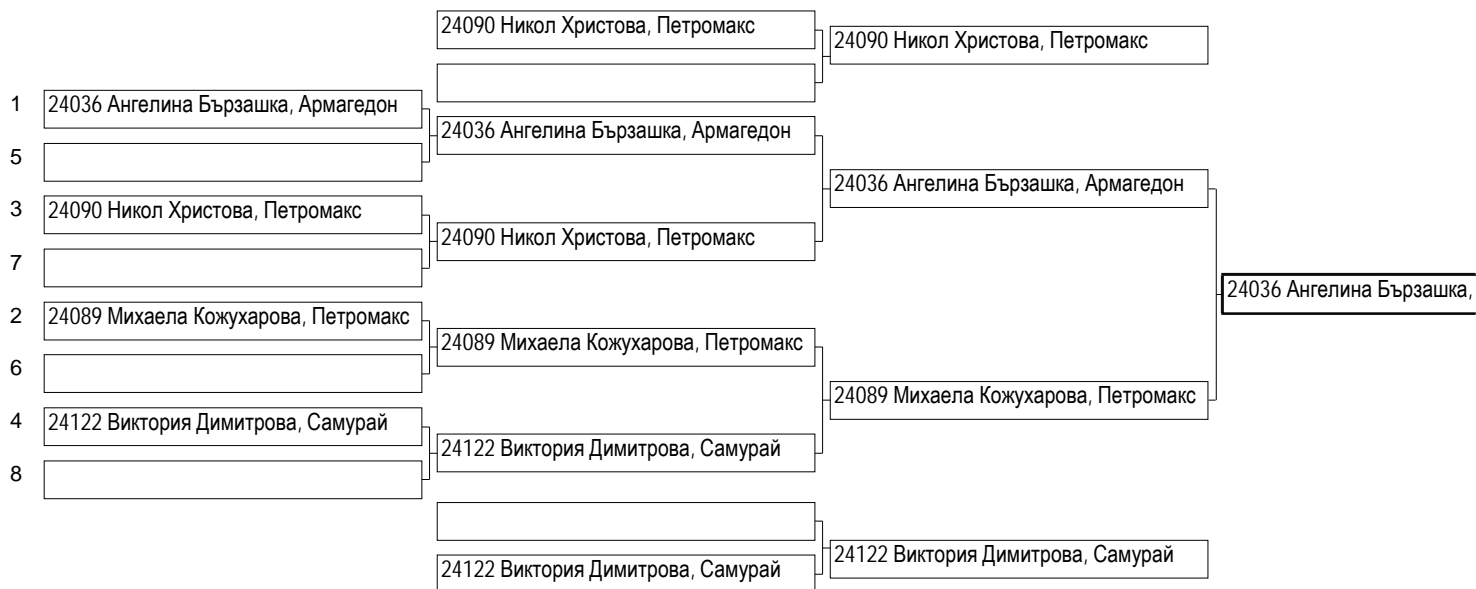 24090 Никол Христова, Петромакс
24090 Никол Христова, Петромакс
1 24036 Ангелина Бързашка, Армагедон
24036 Ангелина Бързашка, Армагедон
5
24036 Ангелина Бързашка, Армагедон
3 24090 Никол Христова, Петромакс
24090 Никол Христова, Петромакс
7
24036 Ангелина Бързашка,
2 24089 Михаела Кожухарова, Петромакс
24089 Михаела Кожухарова, Петромакс
6
24089 Михаела Кожухарова, Петромакс
4 24122 Виктория Димитрова, Самурай
24122 Виктория Димитрова, Самурай
8
24122 Виктория Димитрова, Самурай
24122 Виктория Димитрова, Самурай